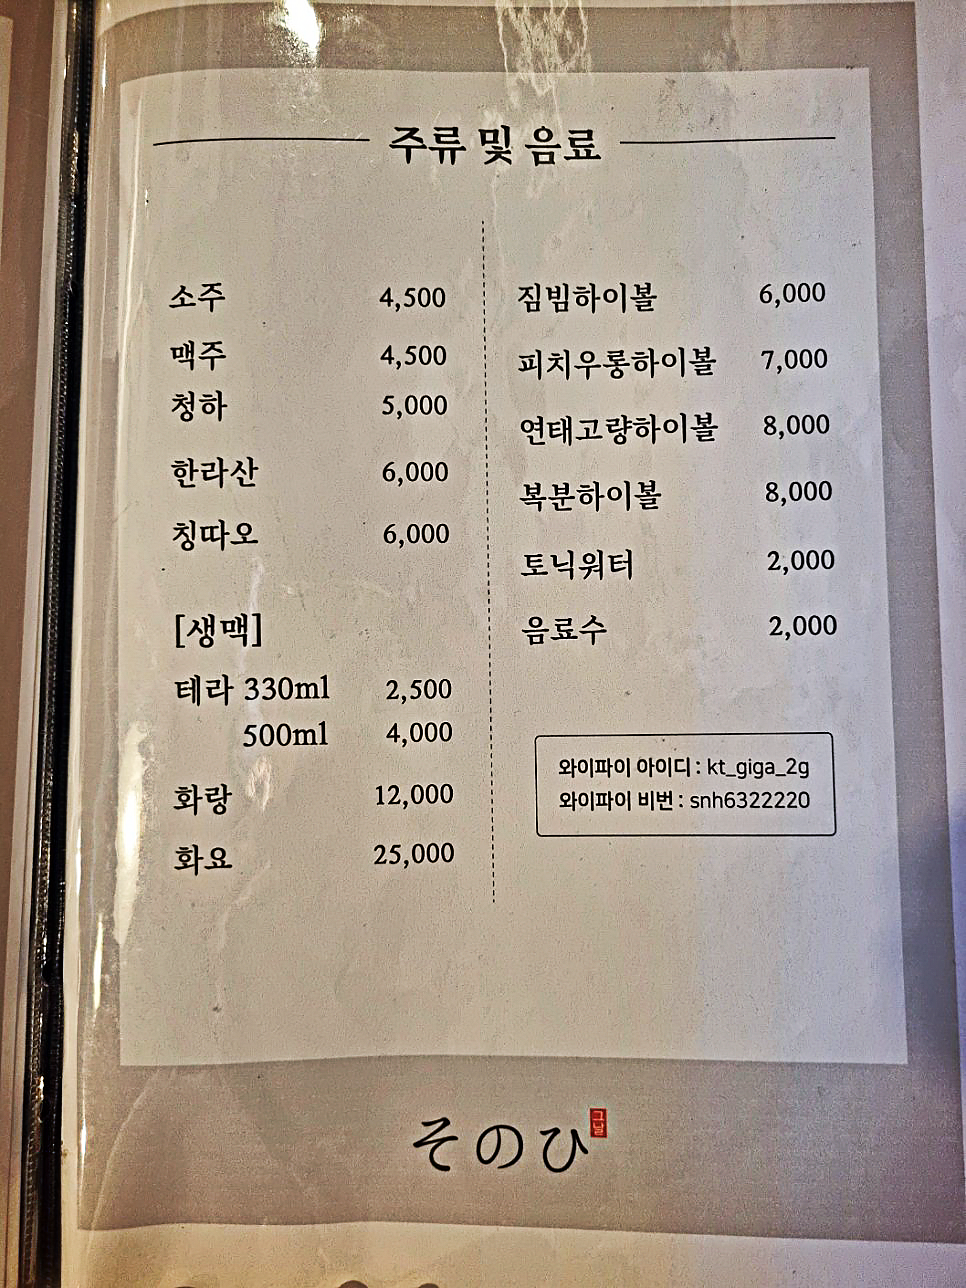 주류 및 음료
소주 4,500
맥주 4,500
청하 5,000
한라산 6,000
칭따오 6,000
[생맥]
테라 330ml 2,500
500ml 4,000
화랑 12,000
화요 25,000
짐빔하이볼 6,000
피치우롱하이볼 7,000
연태고량하이볼 8,000
복분하이볼 8,000
토닉워터 2,000
음료수 2,000
와이파이 아이디 : kt_giga_2g
와이파이 비번 : snh6322220
そのひ
그날